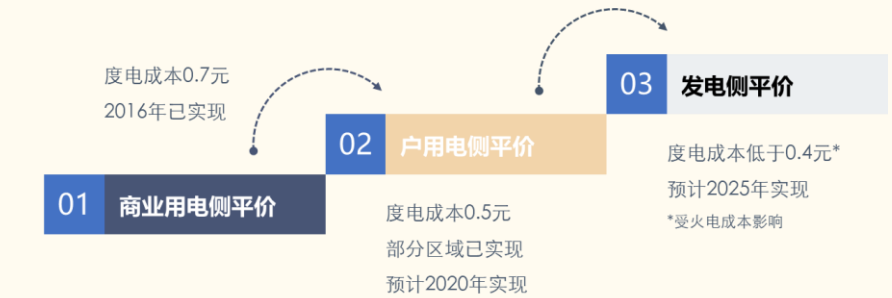 度电成本0.7元
2016年已实现
01 商业用电侧平价
02 户用电侧平价
度电成本0.5元
部分区域已实现
预计2020年实现
03 发电侧平价
度电成本低于0.4元*
预计2025年实现
*受火电成本影响